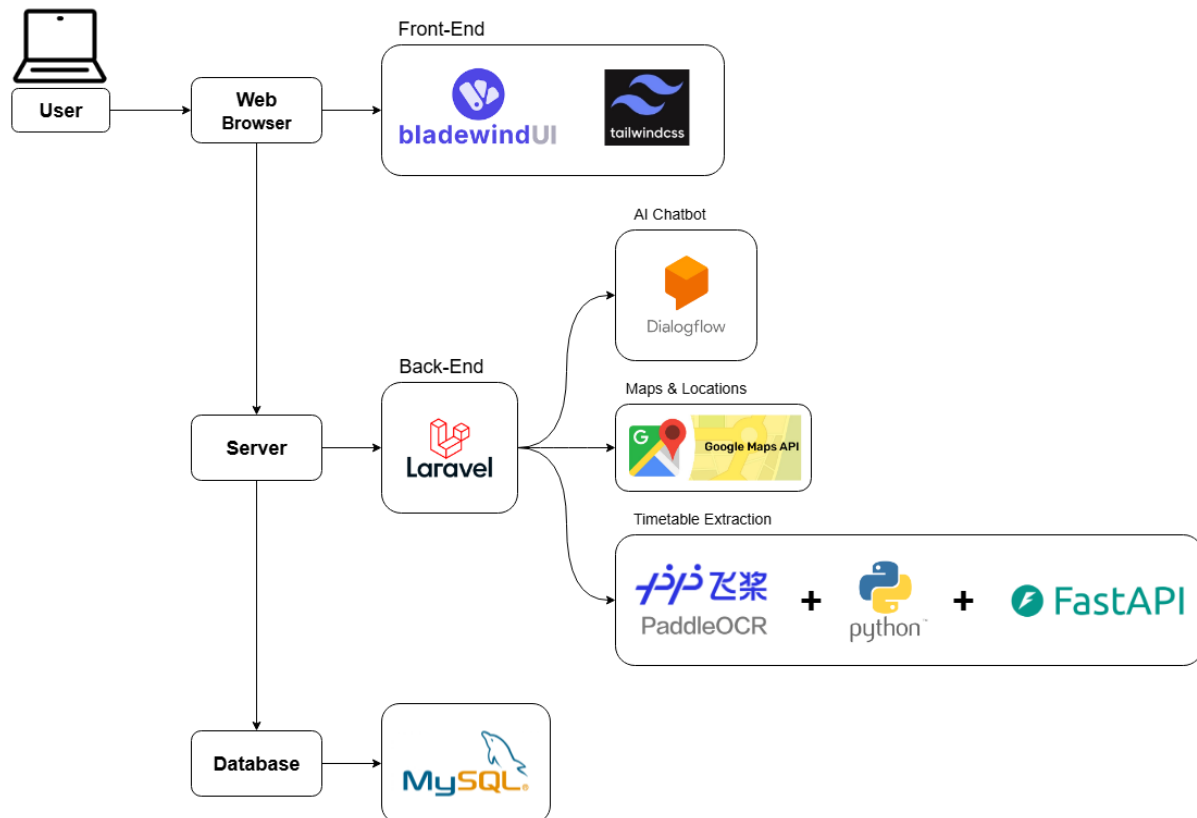 Front-End
User
Web
Browser
bladewindUI
tailwindcss
AI Chatbot
Dialogflow
Back-End
Server
Laravel
Maps & Locations
G
Google Maps API
Timetable Extraction
飞桨
PaddleOCR
+
python™
+
FastAPI
Database
MySQL®